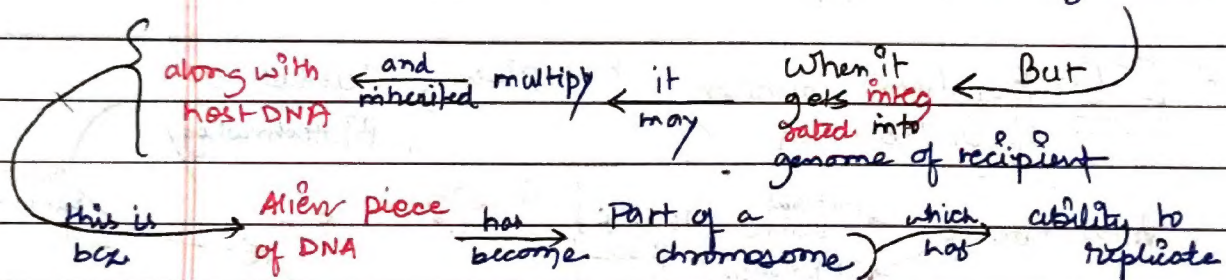 But
When it
gets integ
rated into
genome of recipient
it
may
multipy
and
inherited
along with
host DNA
this is
bcz
Alien piece
of DNA
has
become
Part of a
chromosome
which
has
ability to
replicate